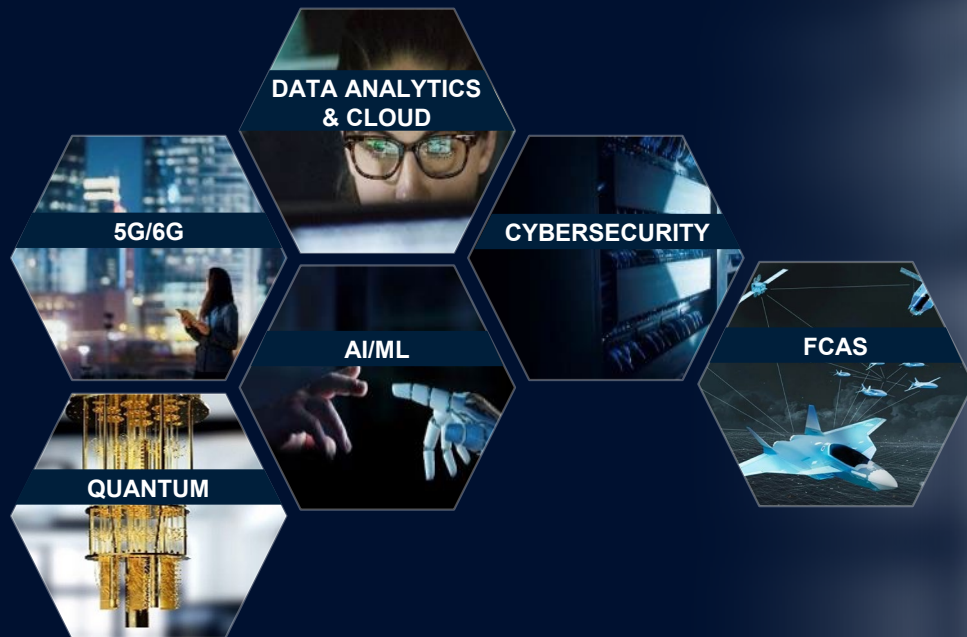 DATA ANALYTICS
& CLOUD
5G/6G
CYBERSECURITY
AI/ML
FCAS
QUANTUM